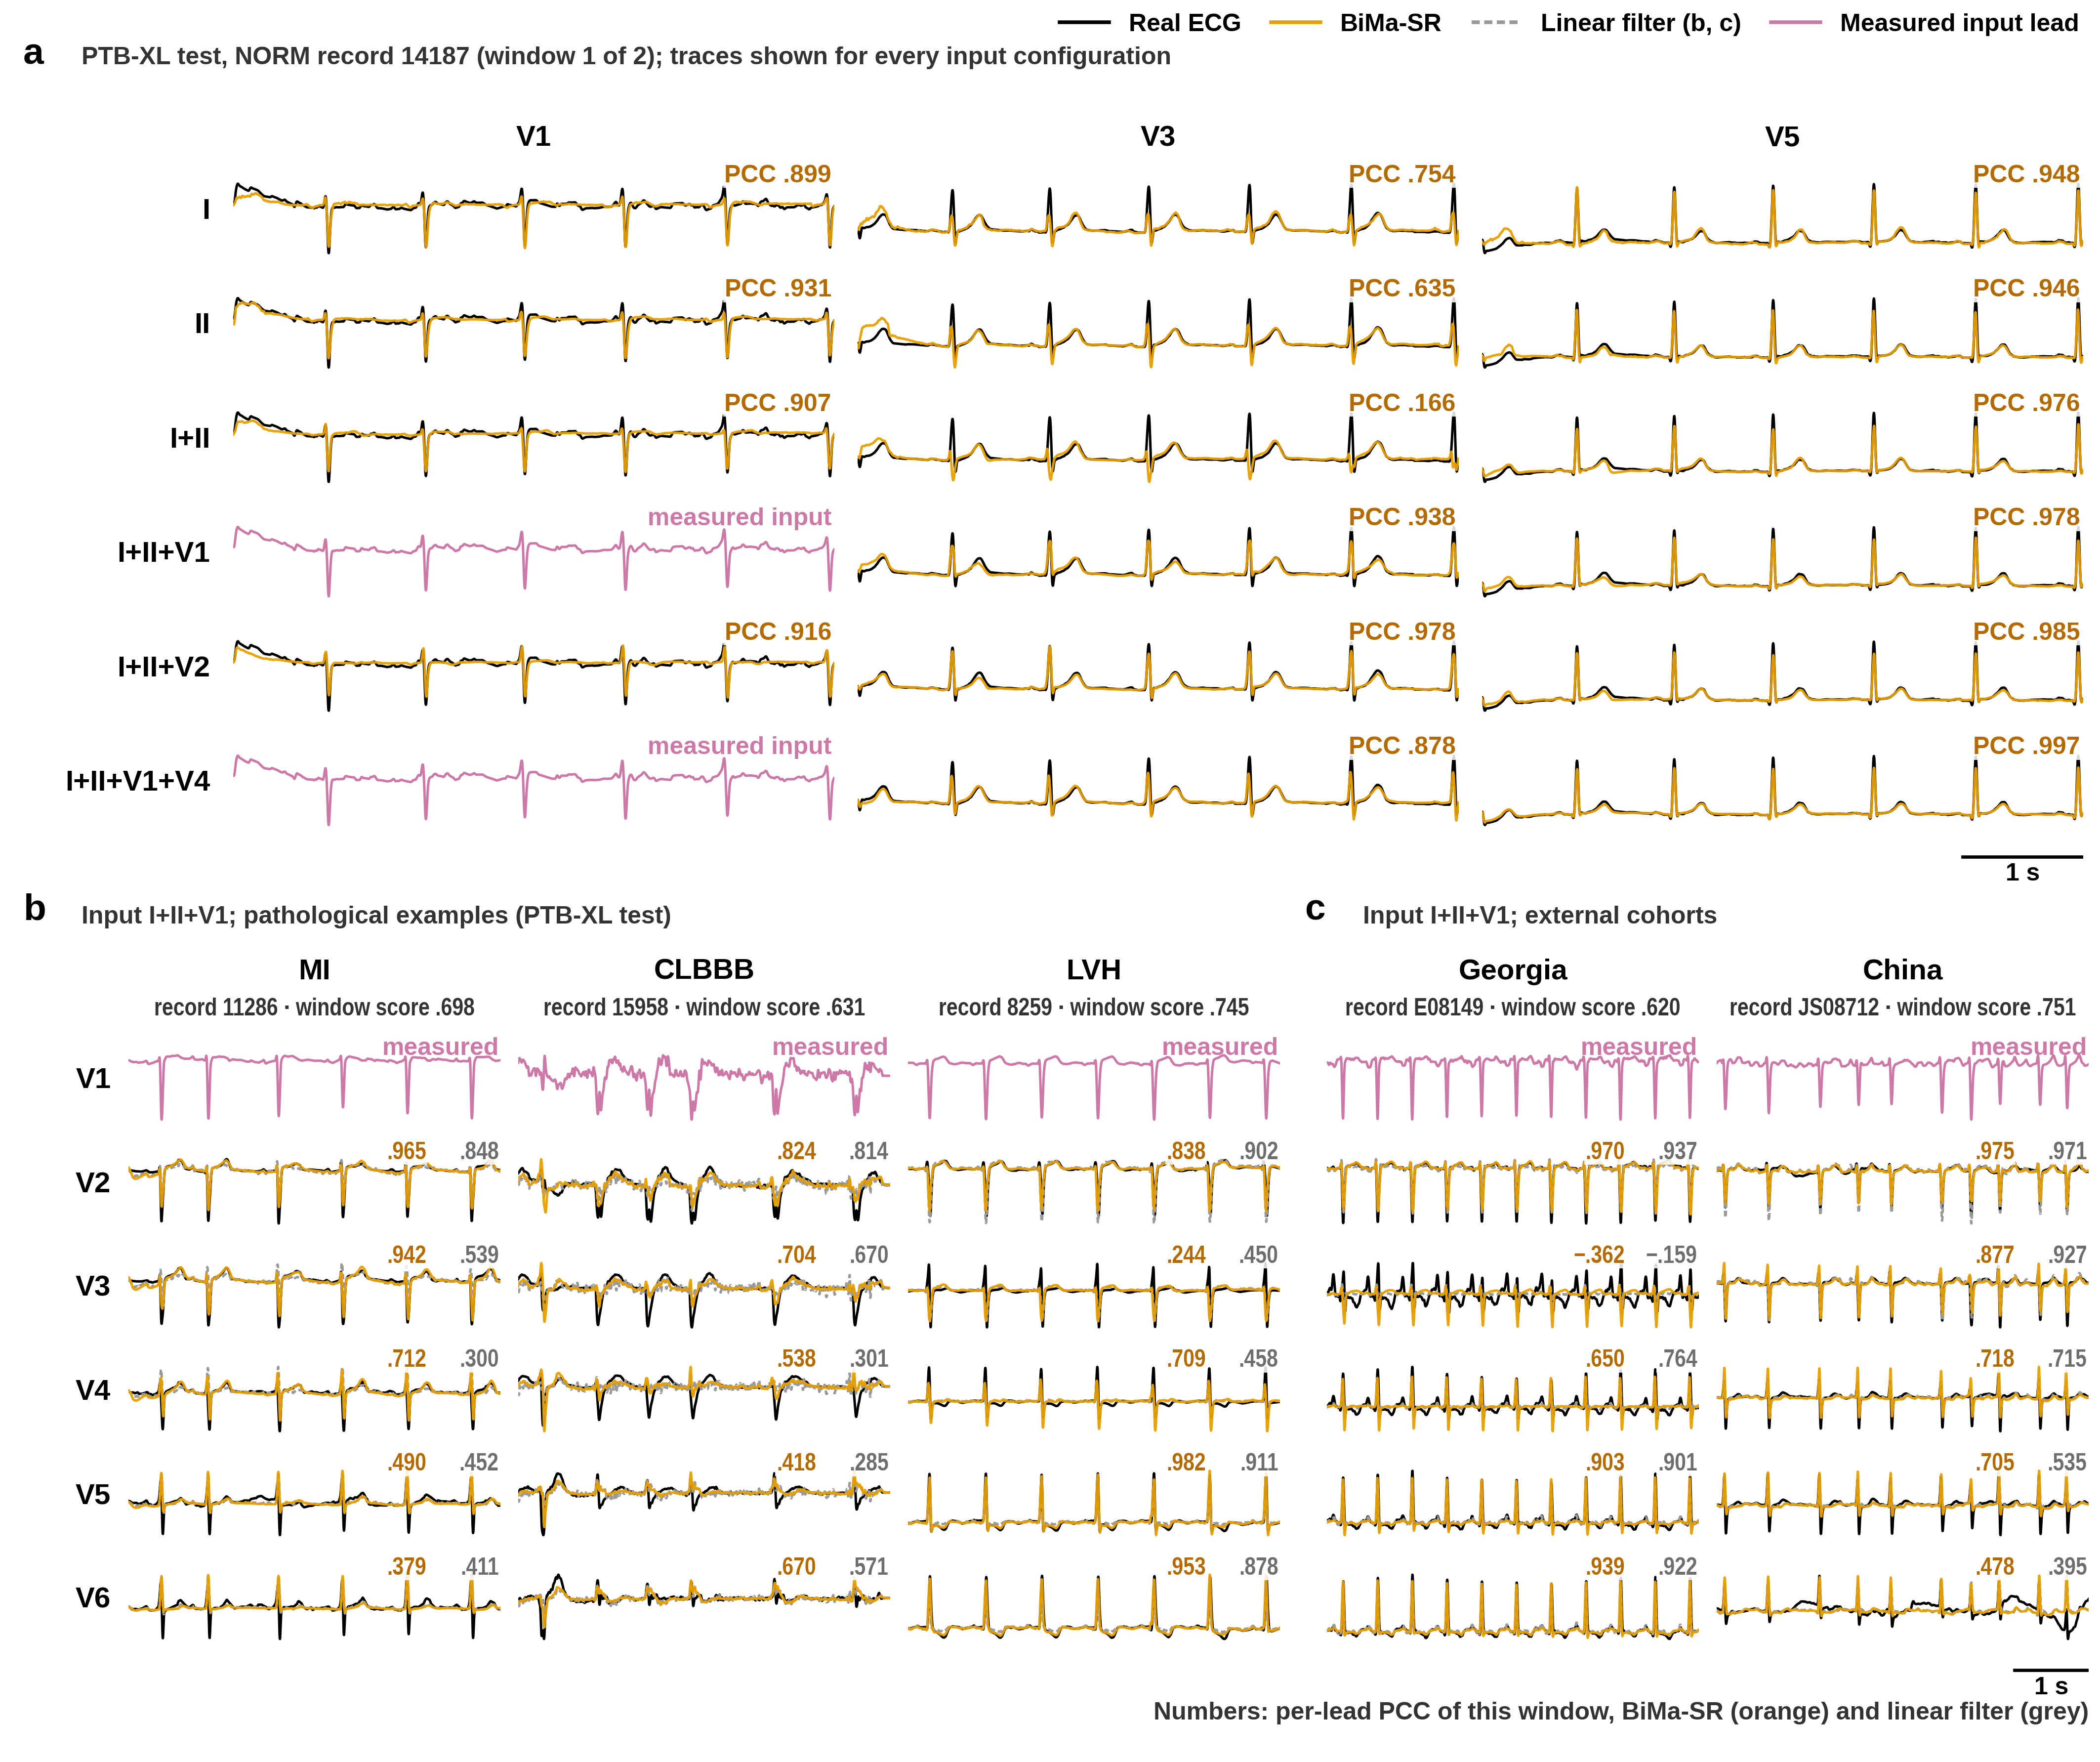 Real ECG BiMa-SR Linear filter (b, c) Measured input lead
a PTB-XL test, NORM record 14187 (window 1 of 2); traces shown for every input configuration
V1 V3 V5
I PCC .899 PCC .754 PCC .948
II PCC .931 PCC .635 PCC .946
I+II PCC .907 PCC .166 PCC .976
I+II+V1 measured input PCC .938 PCC .978
I+II+V2 PCC .916 PCC .978 PCC .985
I+II+V1+V4 measured input PCC .878 PCC .997
1 s
b Input I+II+V1; pathological examples (PTB-XL test)
c Input I+II+V1; external cohorts
MI CLBBB LVH Georgia China
record 11286 · window score .698 record 15958 · window score .631 record 8259 · window score .745 record E08149 · window score .620 record JS08712 · window score .751
V1 measured measured measured measured measured
V2 .965 .848 .824 .814 .838 .902 .970 .937 .975 .971
V3 .942 .539 .704 .670 .244 .450 −.362 −.159 .877 .927
V4 .712 .300 .538 .301 .709 .458 .650 .764 .718 .715
V5 .490 .452 .418 .285 .982 .911 .903 .901 .705 .535
V6 .379 .411 .670 .571 .953 .878 .939 .922 .478 .395
1 s
Numbers: per-lead PCC of this window, BiMa-SR (orange) and linear filter (grey)